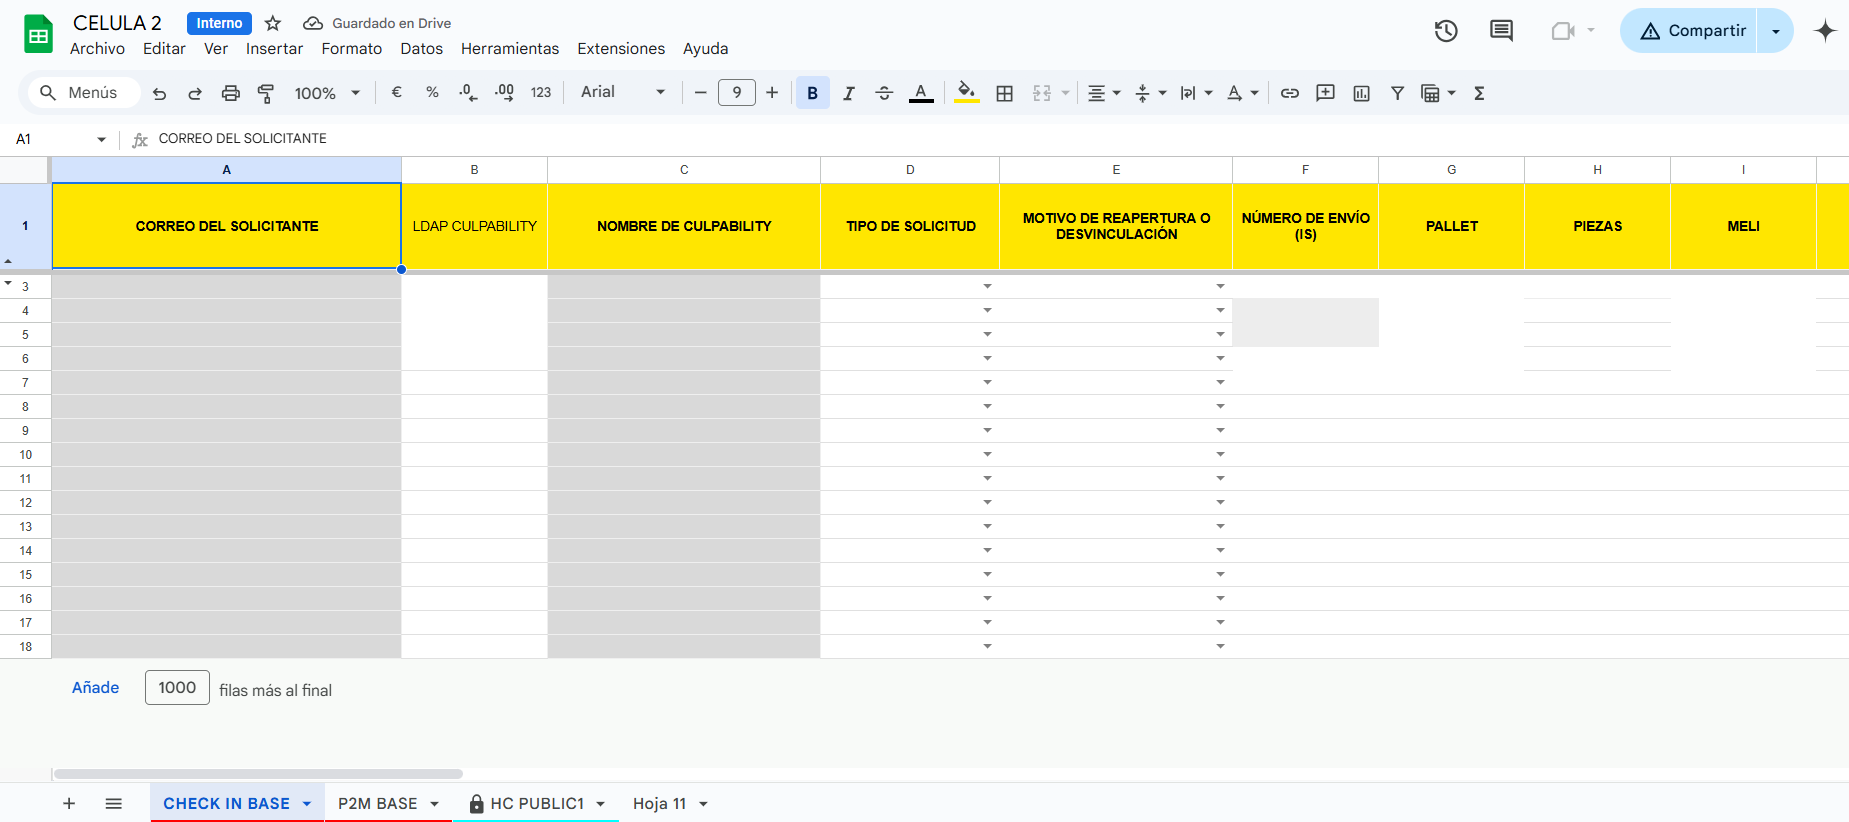 CELULA 2 Interno Guardado en Drive
Archivo Editar Ver Insertar Formato Datos Herramientas Extensiones Ayuda
Compartir
Menús 100% € % .0 .00 123 Arial 9 B I A A Σ
A1 fx CORREO DEL SOLICITANTE
A B C D E F G H I
1 CORREO DEL SOLICITANTE LDAP CULPABILITY NOMBRE DE CULPABILITY TIPO DE SOLICITUD MOTIVO DE REAPERTURA O DESVINCULACIÓN NÚMERO DE ENVÍO (IS) PALLET PIEZAS MELI
3
4
5
6
7
8
9
10
11
12
13
14
15
16
17
18
Añade 1000 filas más al final
CHECK IN BASE P2M BASE HC PUBLIC1 Hoja 11